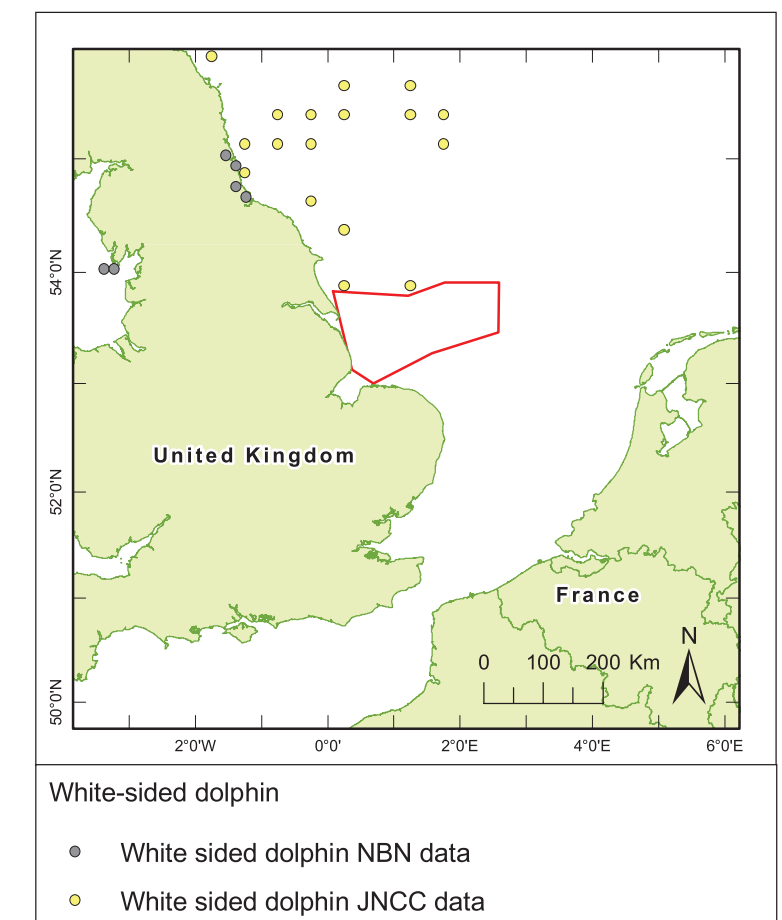 54°0'N
52°0'N
50°0'N
United Kingdom
France
N
0 100 200 Km
2°0'W 0°0' 2°0'E 4°0'E 6°0'E
White-sided dolphin
White sided dolphin NBN data
White sided dolphin JNCC data